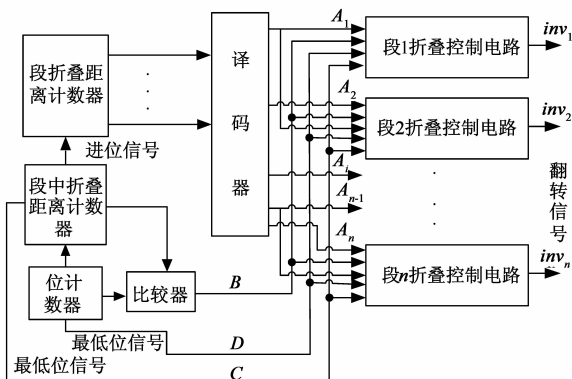 段折叠距
离计数器
进位信号
段中折叠
距离计数
器
位计
数器
比较器
最低位信号
最低位信号
译
码
器
A1
A2
Ai
An-1
An
B
D
C
段1折叠控制电路
段2折叠控制电路
段n折叠控制电路
inv1
inv2
翻转信号
invn